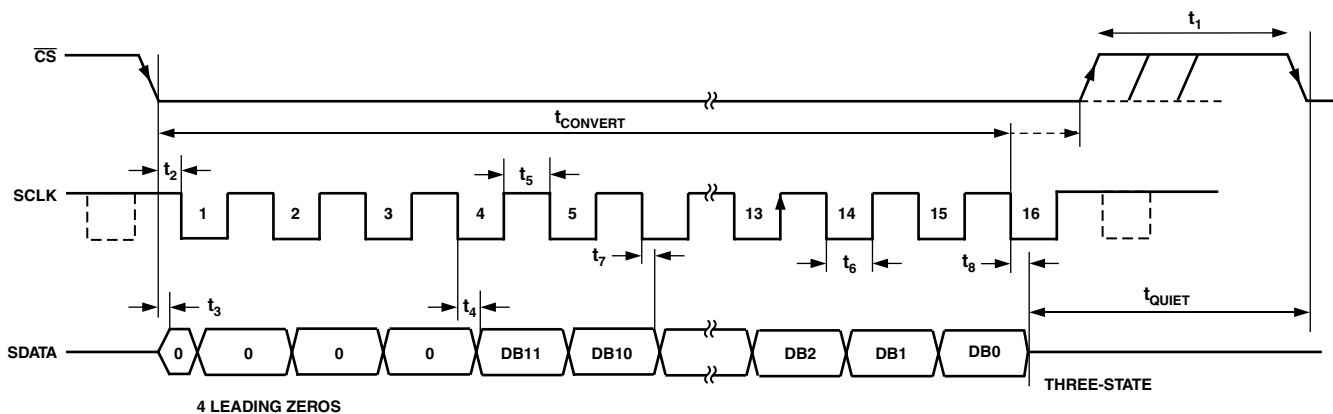 t1
CS
tCONVERT
t2
t5
SCLK
1 2 3 4 5 13 14 15 16
t7
t6
t8
t3
t4
tQUIET
SDATA
0 0 0 0 DB11 DB10 DB2 DB1 DB0
THREE-STATE
4 LEADING ZEROS